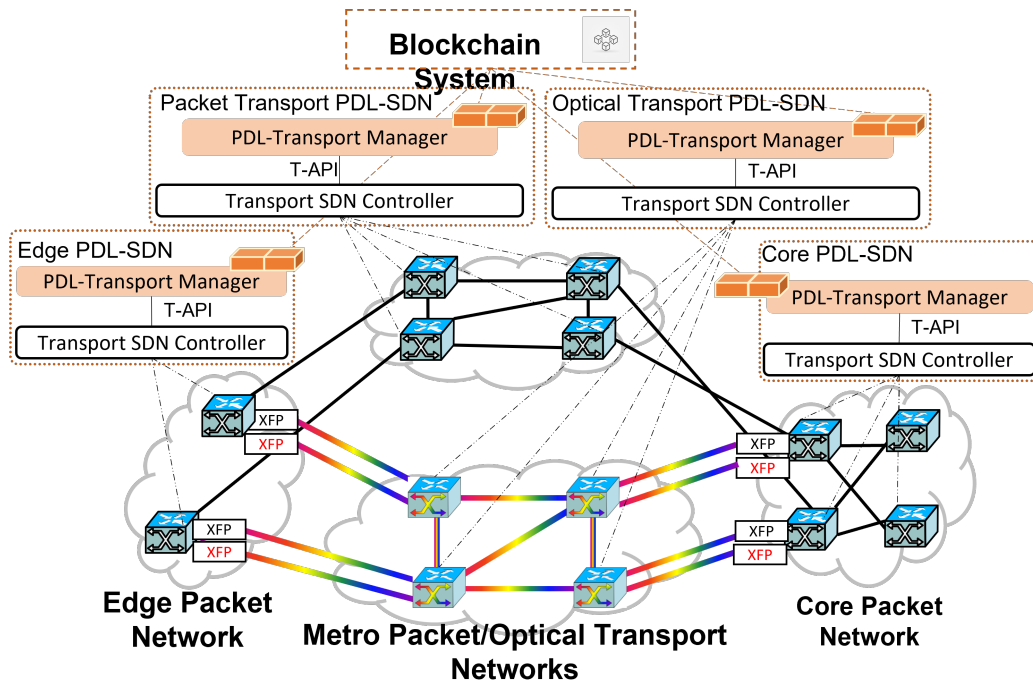 Blockchain
System
Packet Transport PDL-SDN
PDL-Transport Manager
T-API
Transport SDN Controller
Optical Transport PDL-SDN
PDL-Transport Manager
T-API
Transport SDN Controller
Edge PDL-SDN
PDL-Transport Manager
T-API
Transport SDN Controller
Core PDL-SDN
PDL-Transport Manager
T-API
Transport SDN Controller
XFP
XFP
XFP
XFP
XFP
XFP
XFP
XFP
Edge Packet
Network
Metro Packet/Optical Transport
Networks
Core Packet
Network